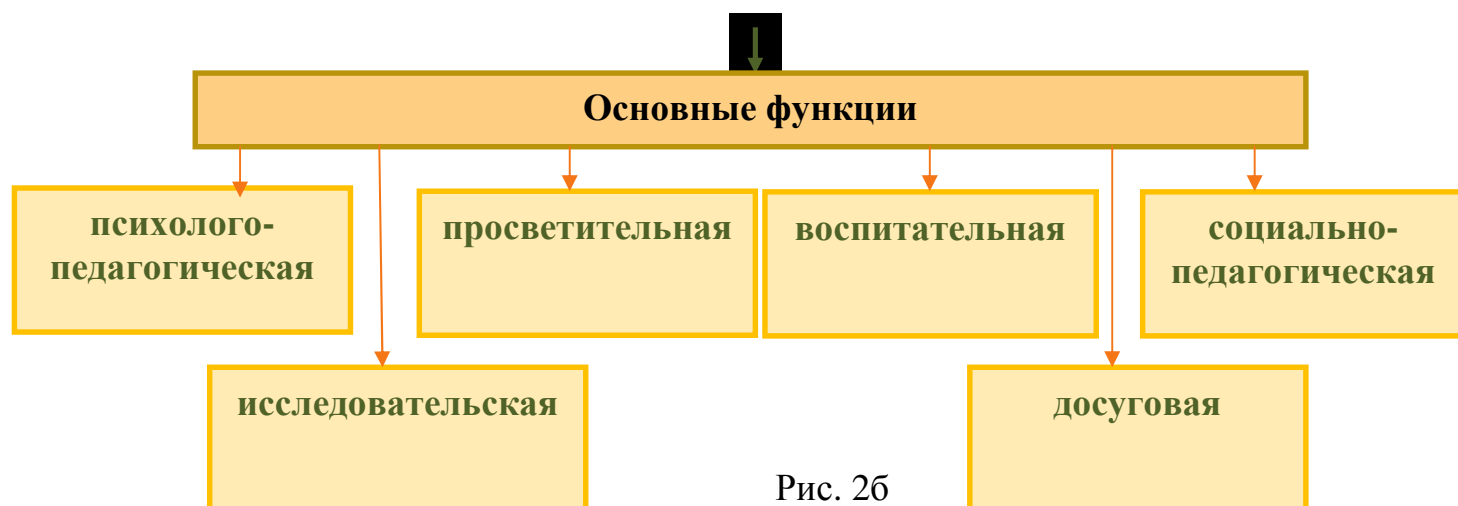 Основные функции
психолого-
педагогическая
просветительная
воспитательная
социально-
педагогическая
исследовательская
досуговая
Рис. 2б